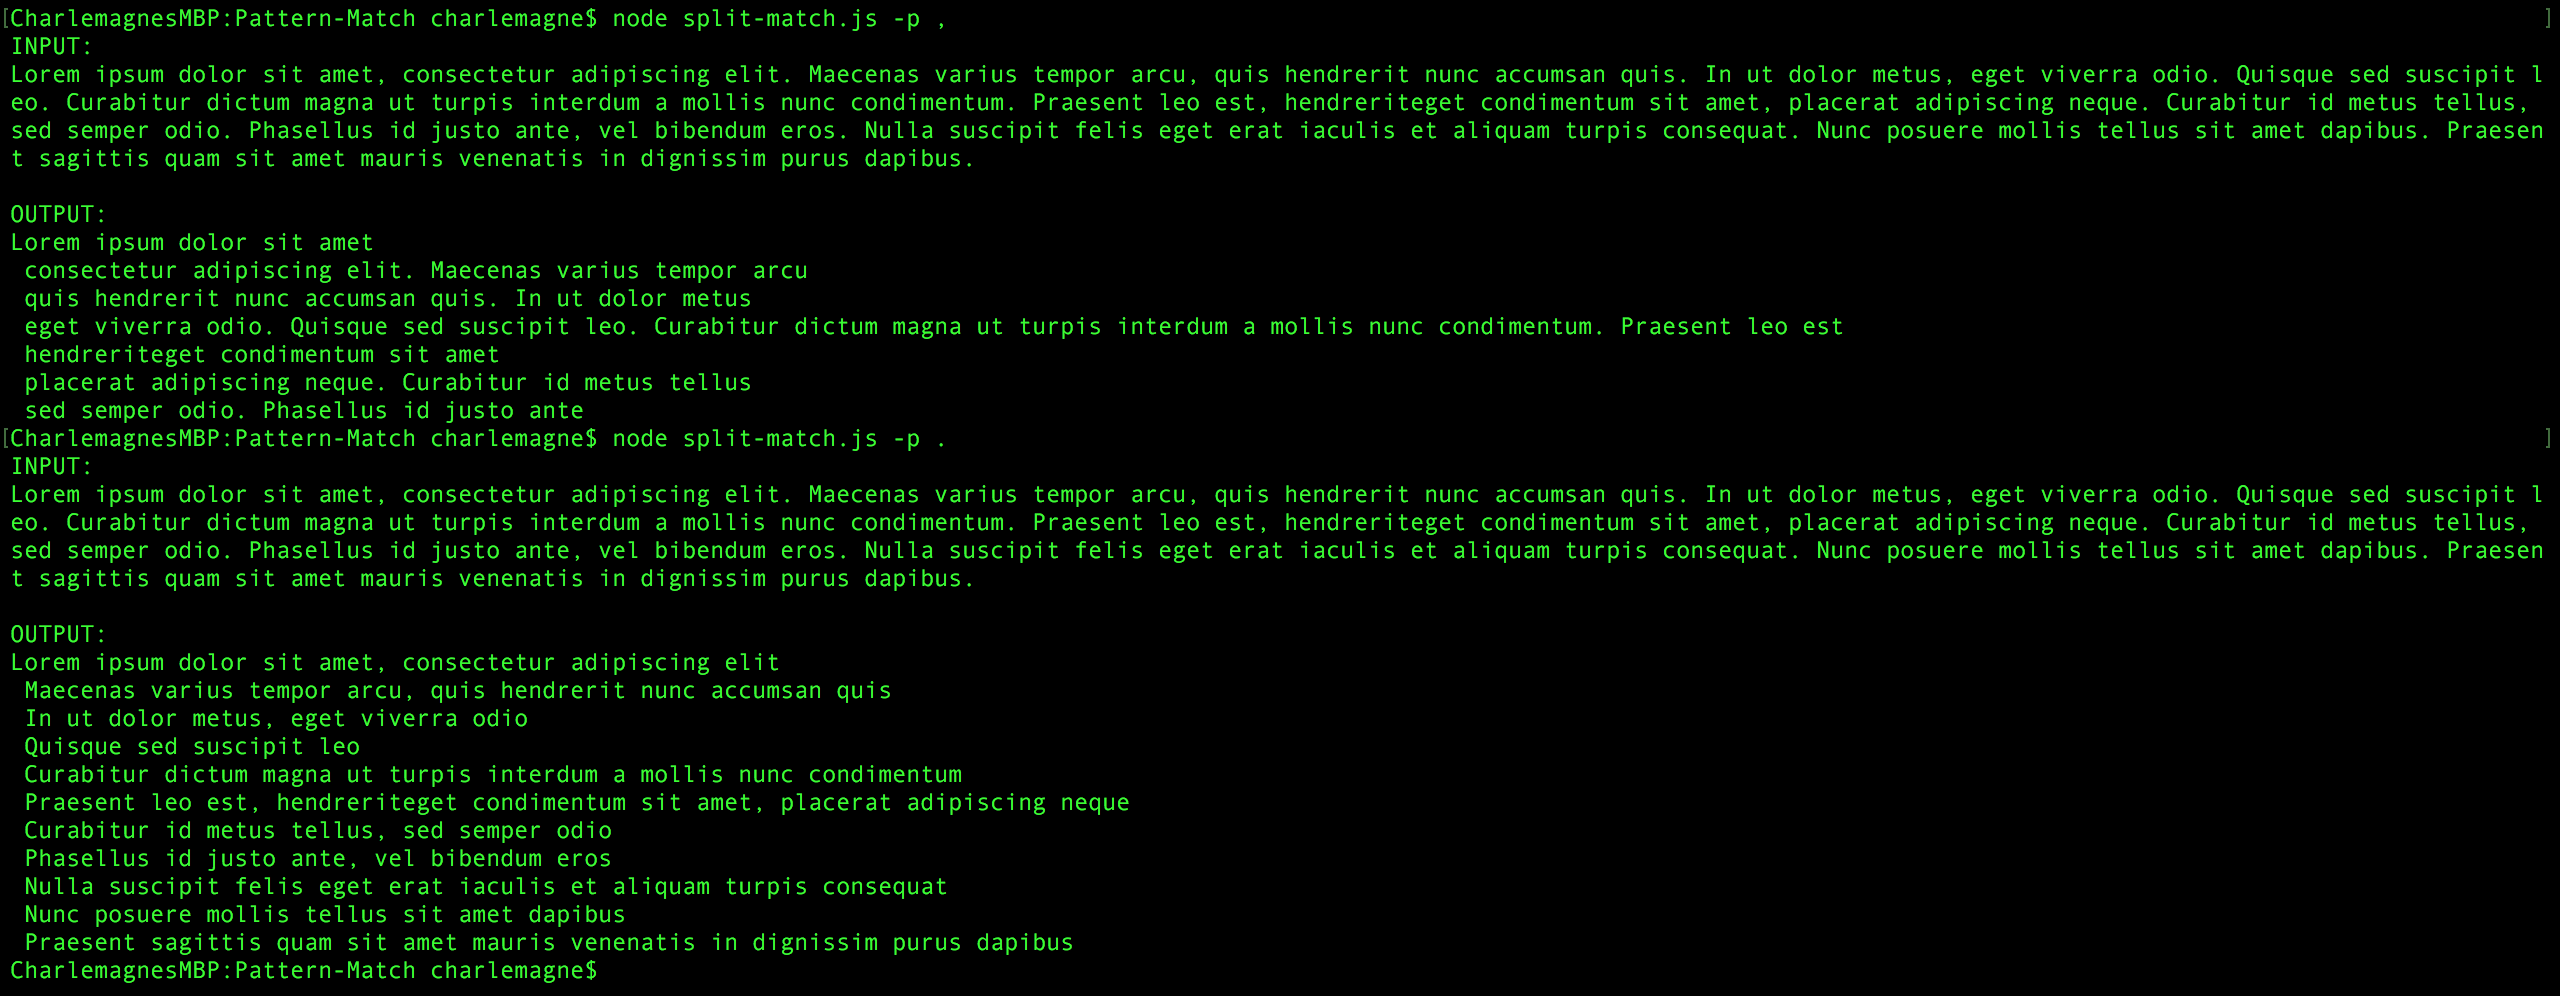 [CharlemagnesMBP:Pattern-Match charlemagne$ node split-match.js -p , ]
INPUT:
Lorem ipsum dolor sit amet, consectetur adipiscing elit. Maecenas varius tempor arcu, quis hendrerit nunc accumsan quis. In ut dolor metus, eget viverra odio. Quisque sed suscipit l
eo. Curabitur dictum magna ut turpis interdum a mollis nunc condimentum. Praesent leo est, hendreriteget condimentum sit amet, placerat adipiscing neque. Curabitur id metus tellus,
sed semper odio. Phasellus id justo ante, vel bibendum eros. Nulla suscipit felis eget erat iaculis et aliquam turpis consequat. Nunc posuere mollis tellus sit amet dapibus. Praesen
t sagittis quam sit amet mauris venenatis in dignissim purus dapibus.

OUTPUT:
Lorem ipsum dolor sit amet
 consectetur adipiscing elit. Maecenas varius tempor arcu
 quis hendrerit nunc accumsan quis. In ut dolor metus
 eget viverra odio. Quisque sed suscipit leo. Curabitur dictum magna ut turpis interdum a mollis nunc condimentum. Praesent leo est
 hendreriteget condimentum sit amet
 placerat adipiscing neque. Curabitur id metus tellus
 sed semper odio. Phasellus id justo ante
[CharlemagnesMBP:Pattern-Match charlemagne$ node split-match.js -p . ]
INPUT:
Lorem ipsum dolor sit amet, consectetur adipiscing elit. Maecenas varius tempor arcu, quis hendrerit nunc accumsan quis. In ut dolor metus, eget viverra odio. Quisque sed suscipit l
eo. Curabitur dictum magna ut turpis interdum a mollis nunc condimentum. Praesent leo est, hendreriteget condimentum sit amet, placerat adipiscing neque. Curabitur id metus tellus,
sed semper odio. Phasellus id justo ante, vel bibendum eros. Nulla suscipit felis eget erat iaculis et aliquam turpis consequat. Nunc posuere mollis tellus sit amet dapibus. Praesen
t sagittis quam sit amet mauris venenatis in dignissim purus dapibus.

OUTPUT:
Lorem ipsum dolor sit amet, consectetur adipiscing elit
 Maecenas varius tempor arcu, quis hendrerit nunc accumsan quis
 In ut dolor metus, eget viverra odio
 Quisque sed suscipit leo
 Curabitur dictum magna ut turpis interdum a mollis nunc condimentum
 Praesent leo est, hendreriteget condimentum sit amet, placerat adipiscing neque
 Curabitur id metus tellus, sed semper odio
 Phasellus id justo ante, vel bibendum eros
 Nulla suscipit felis eget erat iaculis et aliquam turpis consequat
 Nunc posuere mollis tellus sit amet dapibus
 Praesent sagittis quam sit amet mauris venenatis in dignissim purus dapibus
CharlemagnesMBP:Pattern-Match charlemagne$